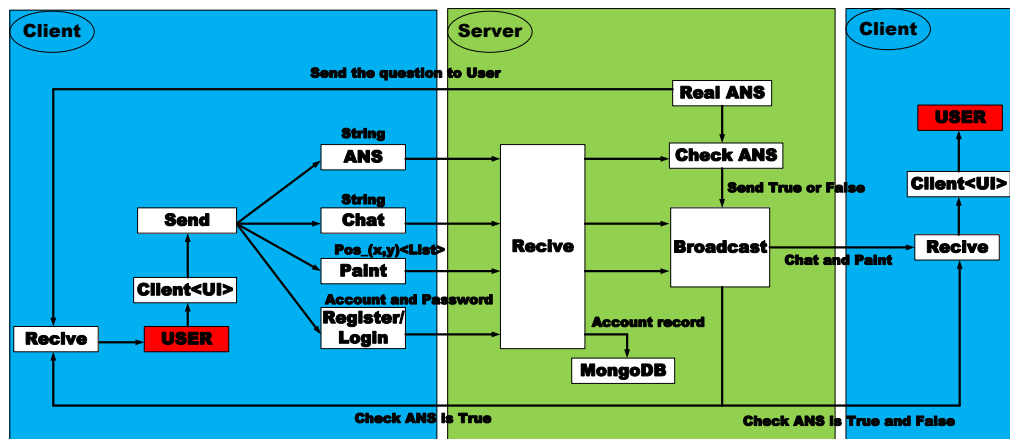 Client
Server
Client
Send the question to User
Real ANS
USER
String
ANS
Check ANS
Send True or False
Client<UI>
String
Send
Chat
Recive
Broadcast
Recive
Pos_(x,y)<List>
Paint
Chat and Paint
Client<UI>
Account and Password
Register/
Login
Account record
Recive
USER
MongoDB
Check ANS is True
Check ANS is True and False